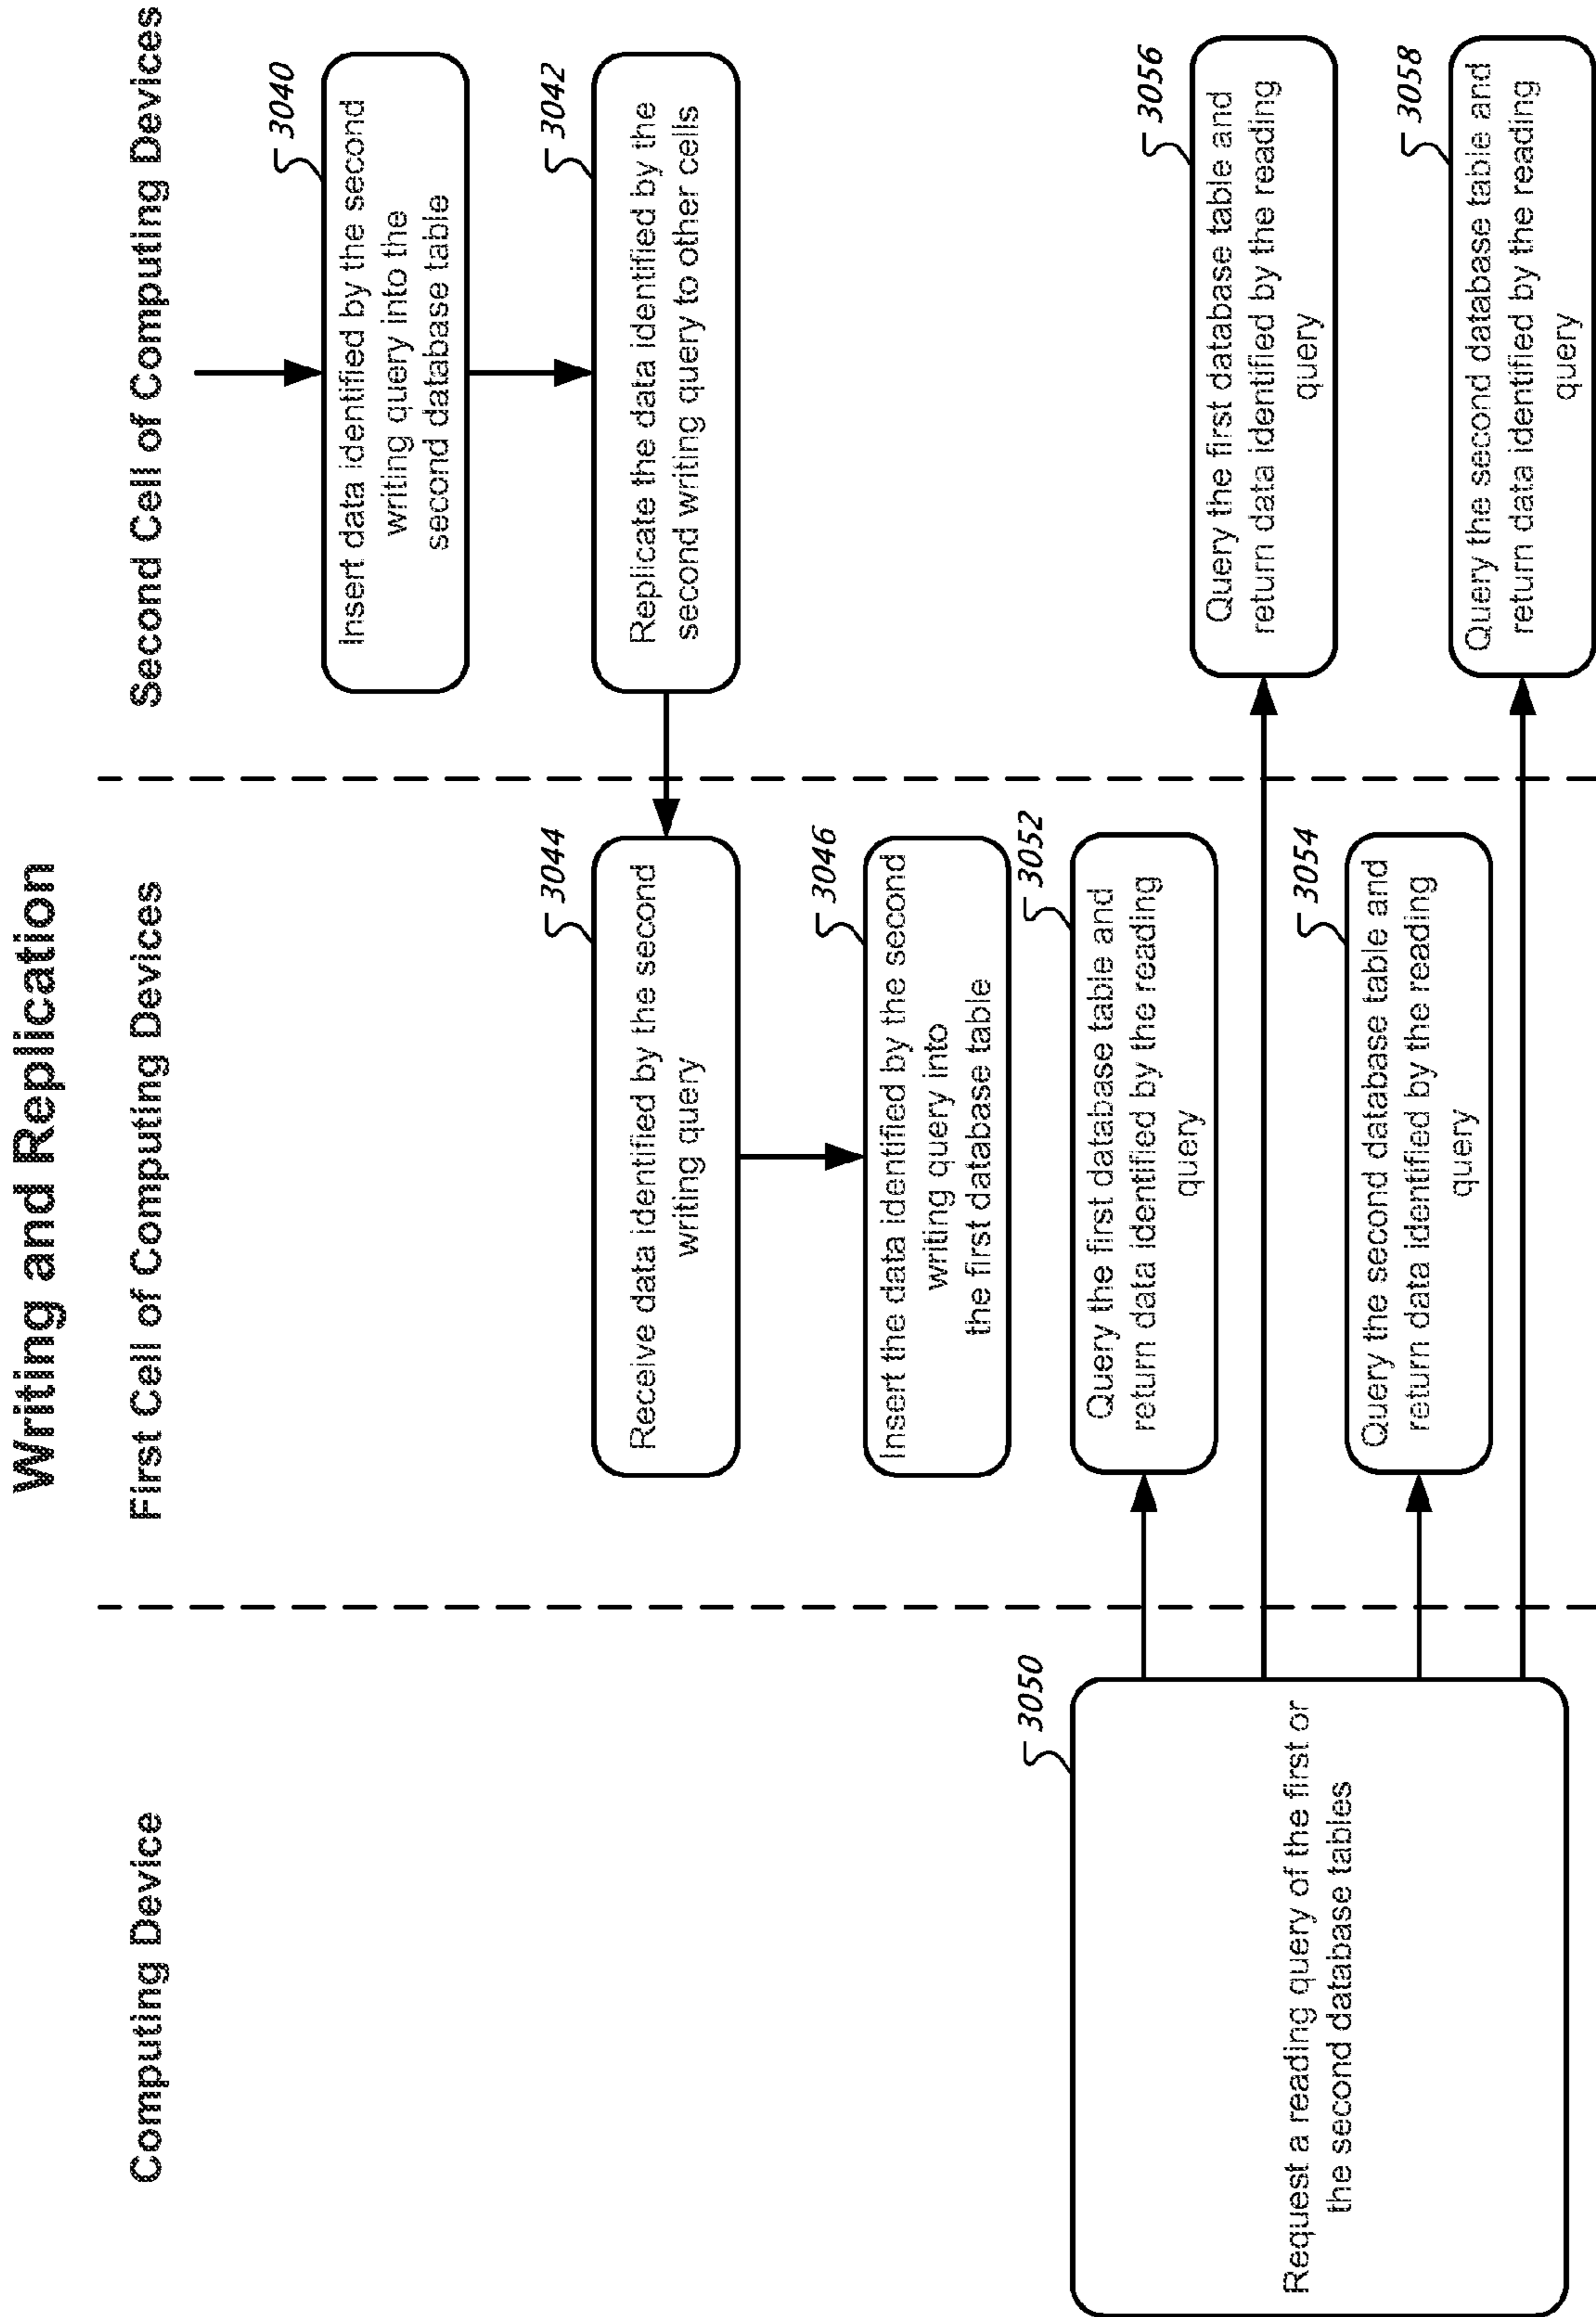 Writing and Replication
Computing Device
First Cell of Computing Devices
Second Cell of Computing Devices
3040
Insert data identified by the second
writing query into the
second database table
3042
Replicate the data identified by the
second writing query to other cells
3044
Receive data identified by the second
writing query
3046
Insert the data identified by the second
writing query into
the first database table
3050
Request a reading query of the first or
the second database tables
3052
Query the first database table and
return data identified by the reading
query
3056
Query the first database table and
return data identified by the reading
query
3054
Query the second database table and
return data identified by the reading
query
3058
Query the second database table and
return data identified by the reading
query